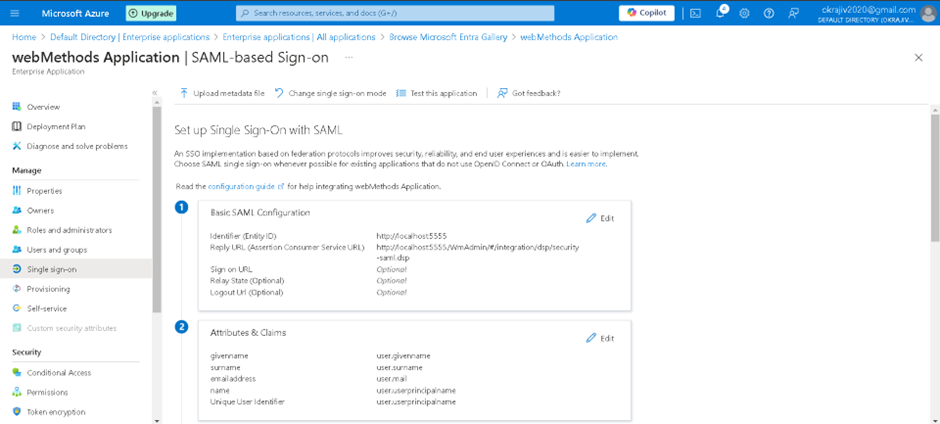 Microsoft Azure
Upgrade
Search resources, services, and docs (G+/)
Copilot
4
okrajiv2020@gmail.com
DEFAULT DIRECTORY (OKRAJIV...
Home > Default Directory | Enterprise applications > Enterprise applications | All applications > Browse Microsoft Entra Gallery > webMethods Application
webMethods Application | SAML-based Sign-on ...
Enterprise Application
Overview
Deployment Plan
Diagnose and solve problems
Manage
Properties
Owners
Roles and administrators
Users and groups
Single sign-on
Provisioning
Self-service
Custom security attributes
Security
Conditional Access
Permissions
Token encryption
Upload metadata file
Change single sign-on mode
Test this application
Got feedback?
Set up Single Sign-On with SAML
An SSO implementation based on federation protocols improves security, reliability, and end user experiences and is easier to implement.
Choose SAML single sign-on whenever possible for existing applications that do not use OpenID Connect or OAuth. Learn more.
Read the configuration guide for help integrating webMethods Application.
1
Basic SAML Configuration
Edit
Identifier (Entity ID) http://localhost:5555
Reply URL (Assertion Consumer Service URL) http://localhost:5555/WmAdmin/#/integration/dsp/security
-saml.dsp
Sign on URL Optional
Relay State (Optional) Optional
Logout Url (Optional) Optional
2
Attributes & Claims
Edit
givenname user.givenname
surname user.surname
emailaddress user.mail
name user.userprincipalname
Unique User Identifier user.userprincipalname